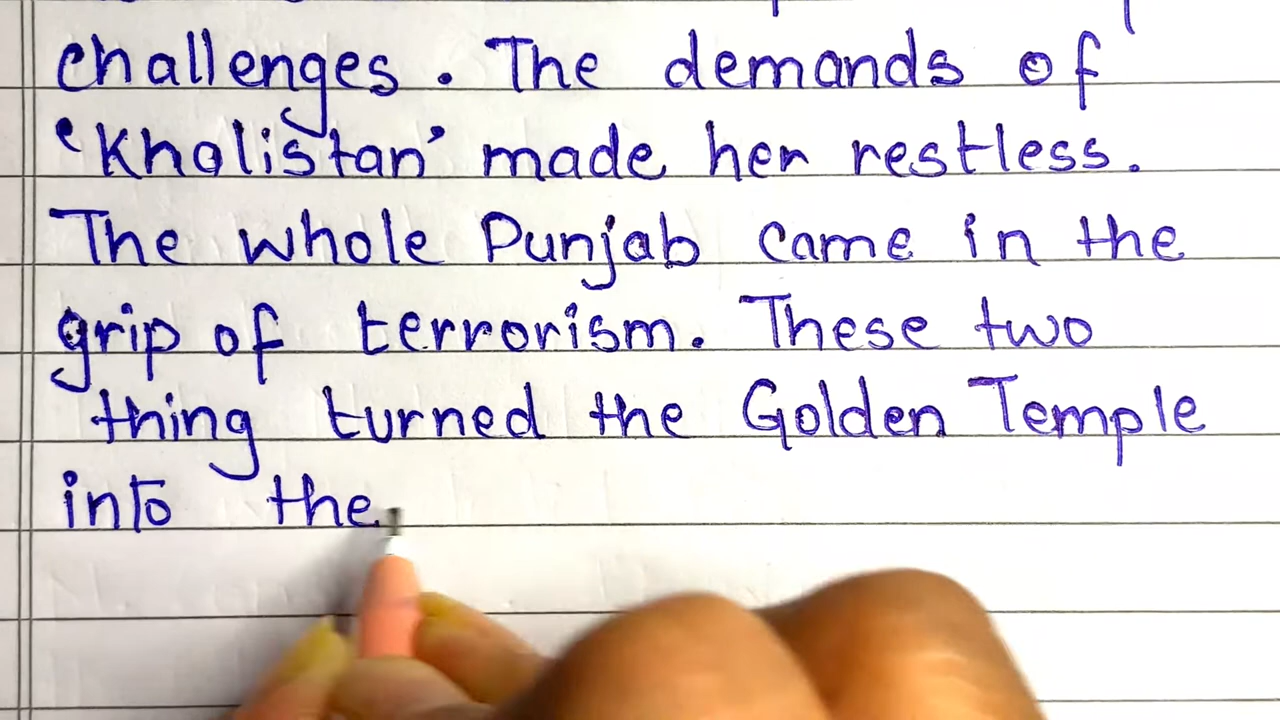 challenges. The demands of
'Khalistan' made her restless.
The whole Punjab came in the
grip of terrorism. These two
thing turned the Golden Temple
into the